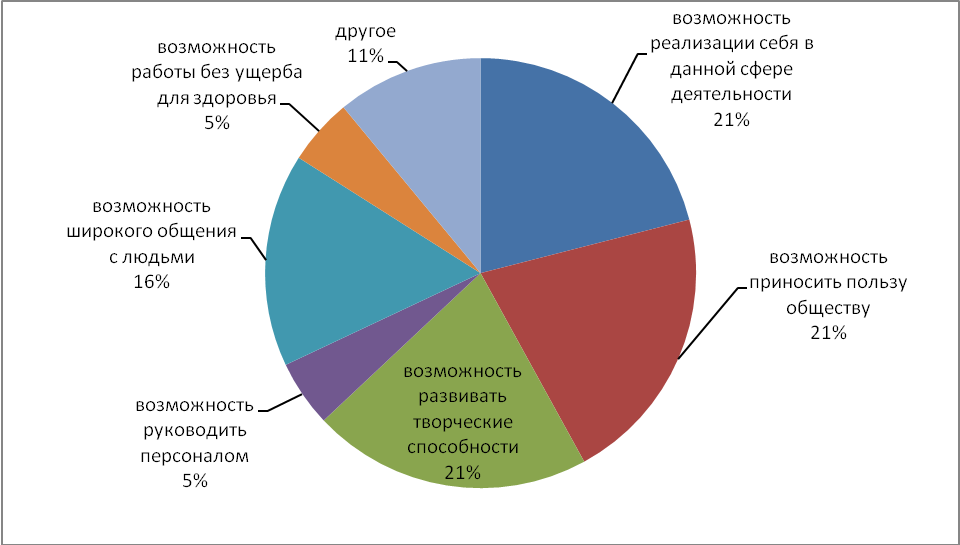 возможность
реализации себя в
данной сфере
деятельности
21%
возможность
приносить пользу
обществу
21%
возможность
развивать
творческие
способности
21%
возможность
руководить
персоналом
5%
возможность
широкого общения
с людьми
16%
возможность
работы без ущерба
для здоровья
5%
другое
11%